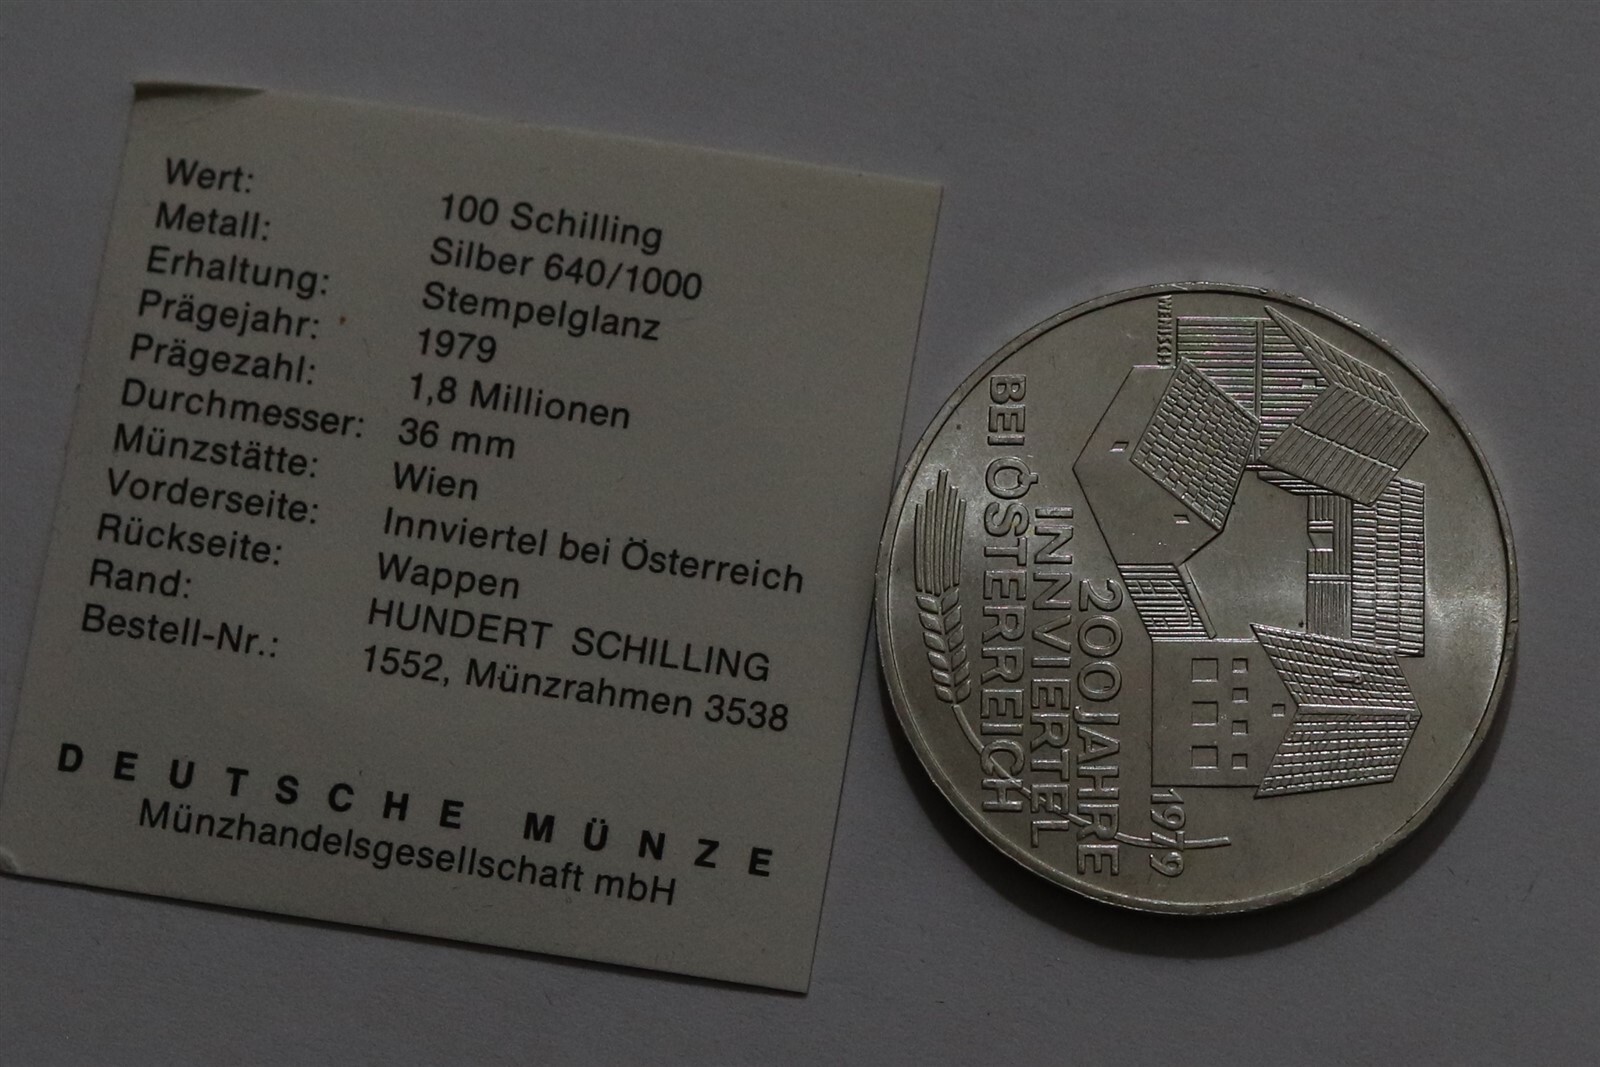 Wert: 100 Schilling
Metall: Silber 640/1000
Erhaltung: Stempelglanz
Prägejahr: 1979
Prägezahl: 1,8 Millionen
Durchmesser: 36 mm
Münzstätte: Wien
Vorderseite: Innviertel bei Österreich
Rückseite: Wappen
Rand: HUNDERT SCHILLING
Bestell-Nr.: 1552, Münzrahmen 3538
DEUTSCHE MÜNZE
Münzhandelsgesellschaft mbH
WENISCH
1979
200 JAHRE
INNVIERTEL
BEI ÖSTERREICH